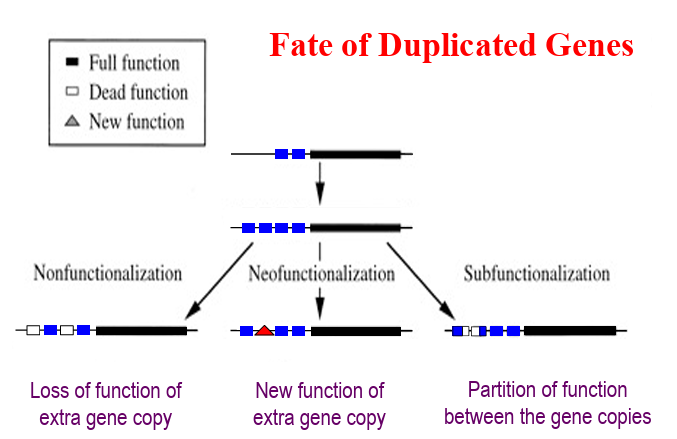 Fate of Duplicated Genes
Full function
Dead function
New function
Nonfunctionalization
Neofunctionalization
Subfunctionalization
Loss of function of
extra gene copy
New function of
extra gene copy
Partition of function
between the gene copies